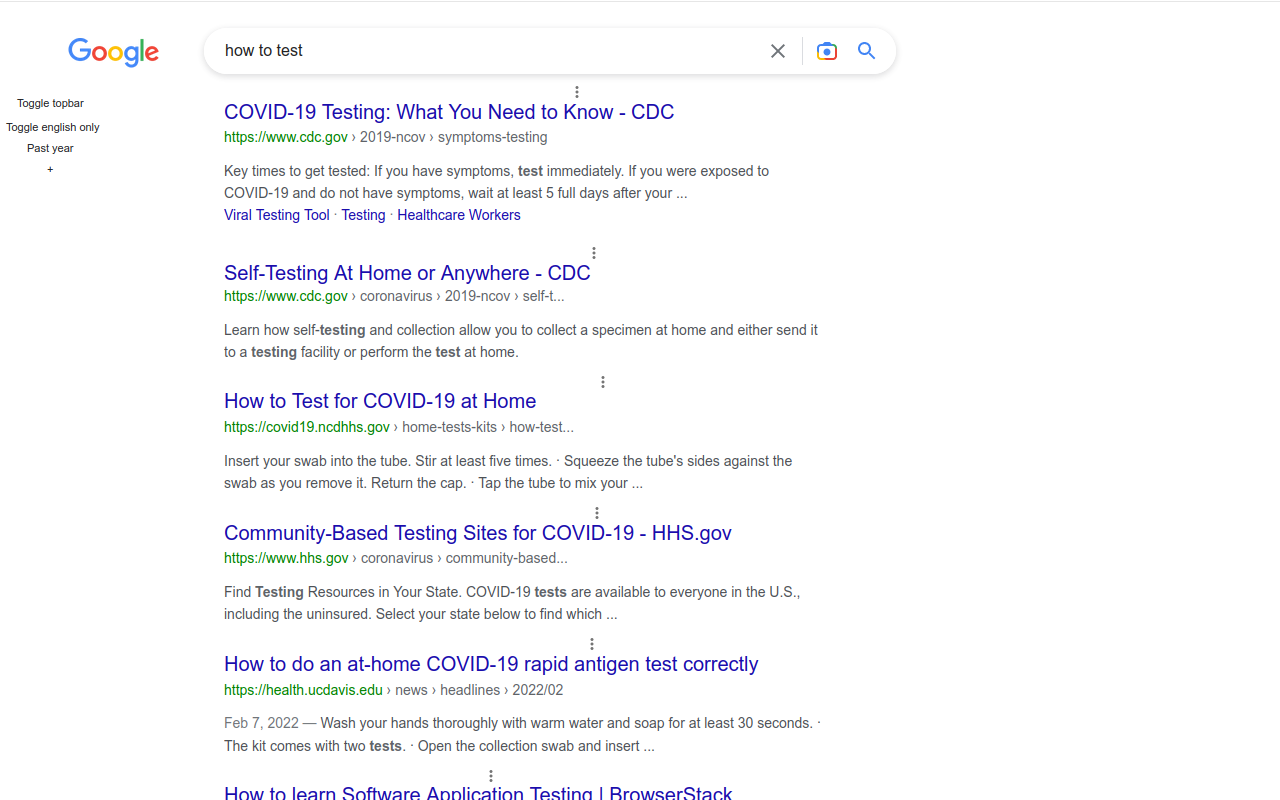 Google
how to test
Toggle topbar
Toggle english only
Past year
+
COVID-19 Testing: What You Need to Know - CDC
https://www.cdc.gov › 2019-ncov › symptoms-testing
Key times to get tested: If you have symptoms, test immediately. If you were exposed to
COVID-19 and do not have symptoms, wait at least 5 full days after your ...
Viral Testing Tool · Testing · Healthcare Workers
Self-Testing At Home or Anywhere - CDC
https://www.cdc.gov › coronavirus › 2019-ncov › self-t...
Learn how self-testing and collection allow you to collect a specimen at home and either send it
to a testing facility or perform the test at home.
How to Test for COVID-19 at Home
https://covid19.ncdhhs.gov › home-tests-kits › how-test...
Insert your swab into the tube. Stir at least five times. · Squeeze the tube's sides against the
swab as you remove it. Return the cap. · Tap the tube to mix your ...
Community-Based Testing Sites for COVID-19 - HHS.gov
https://www.hhs.gov › coronavirus › community-based...
Find Testing Resources in Your State. COVID-19 tests are available to everyone in the U.S.,
including the uninsured. Select your state below to find which ...
How to do an at-home COVID-19 rapid antigen test correctly
https://health.ucdavis.edu › news › headlines › 2022/02
Feb 7, 2022 — Wash your hands thoroughly with warm water and soap for at least 30 seconds. ·
The kit comes with two tests. · Open the collection swab and insert ...
How to learn Software Application Testing | BrowserStack